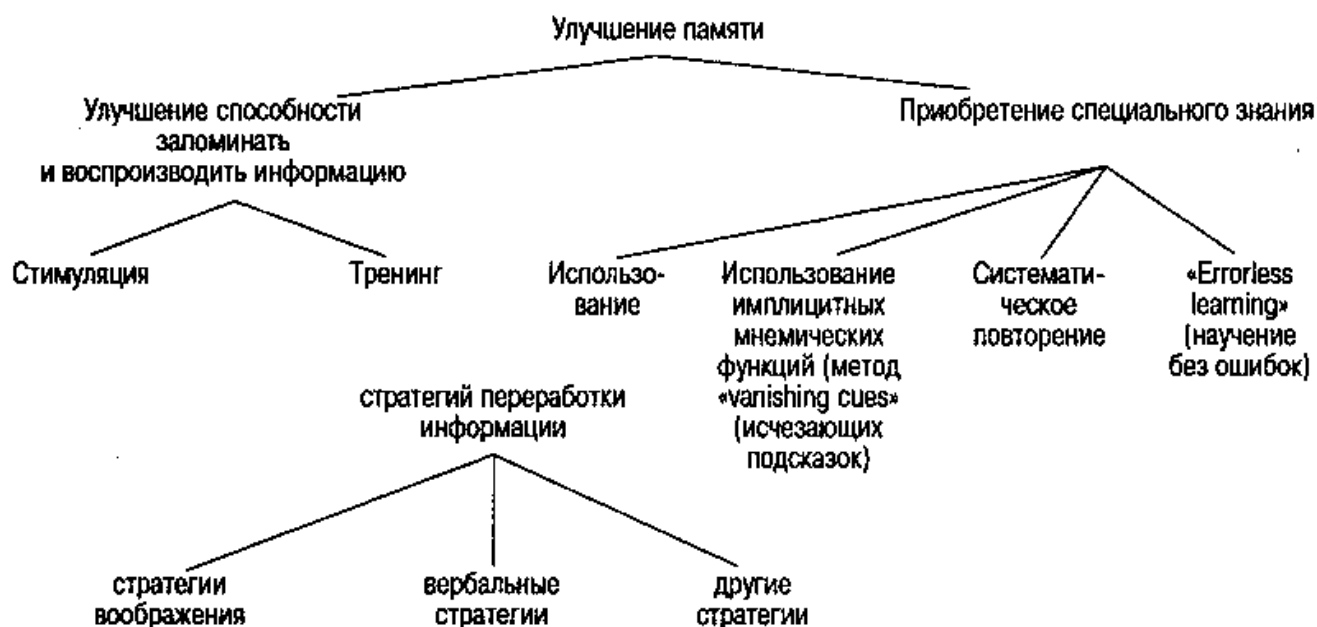 Улучшение памяти
Улучшение способности
запоминать
и воспроизводить информацию
Приобретение специального знания
Стимуляция
Тренинг
Использо-
вание
стратегий переработки
информации
Использование
имплицитных
мнемических
функций (метод
«vanishing cues»
(исчезающих
подсказок)
Системати-
ческое
повторение
«Errorless
learning»
(научение
без ошибок)
стратегии
воображения
вербальные
стратегии
другие
стратегии